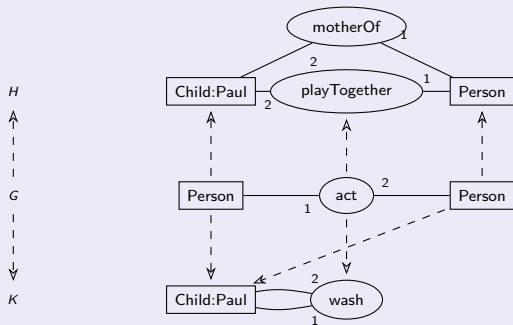 motherOf
1
2
H Child:Paul 2 playTogether 1 Person
G Person 1 act 2 Person
K Child:Paul 2 wash
1